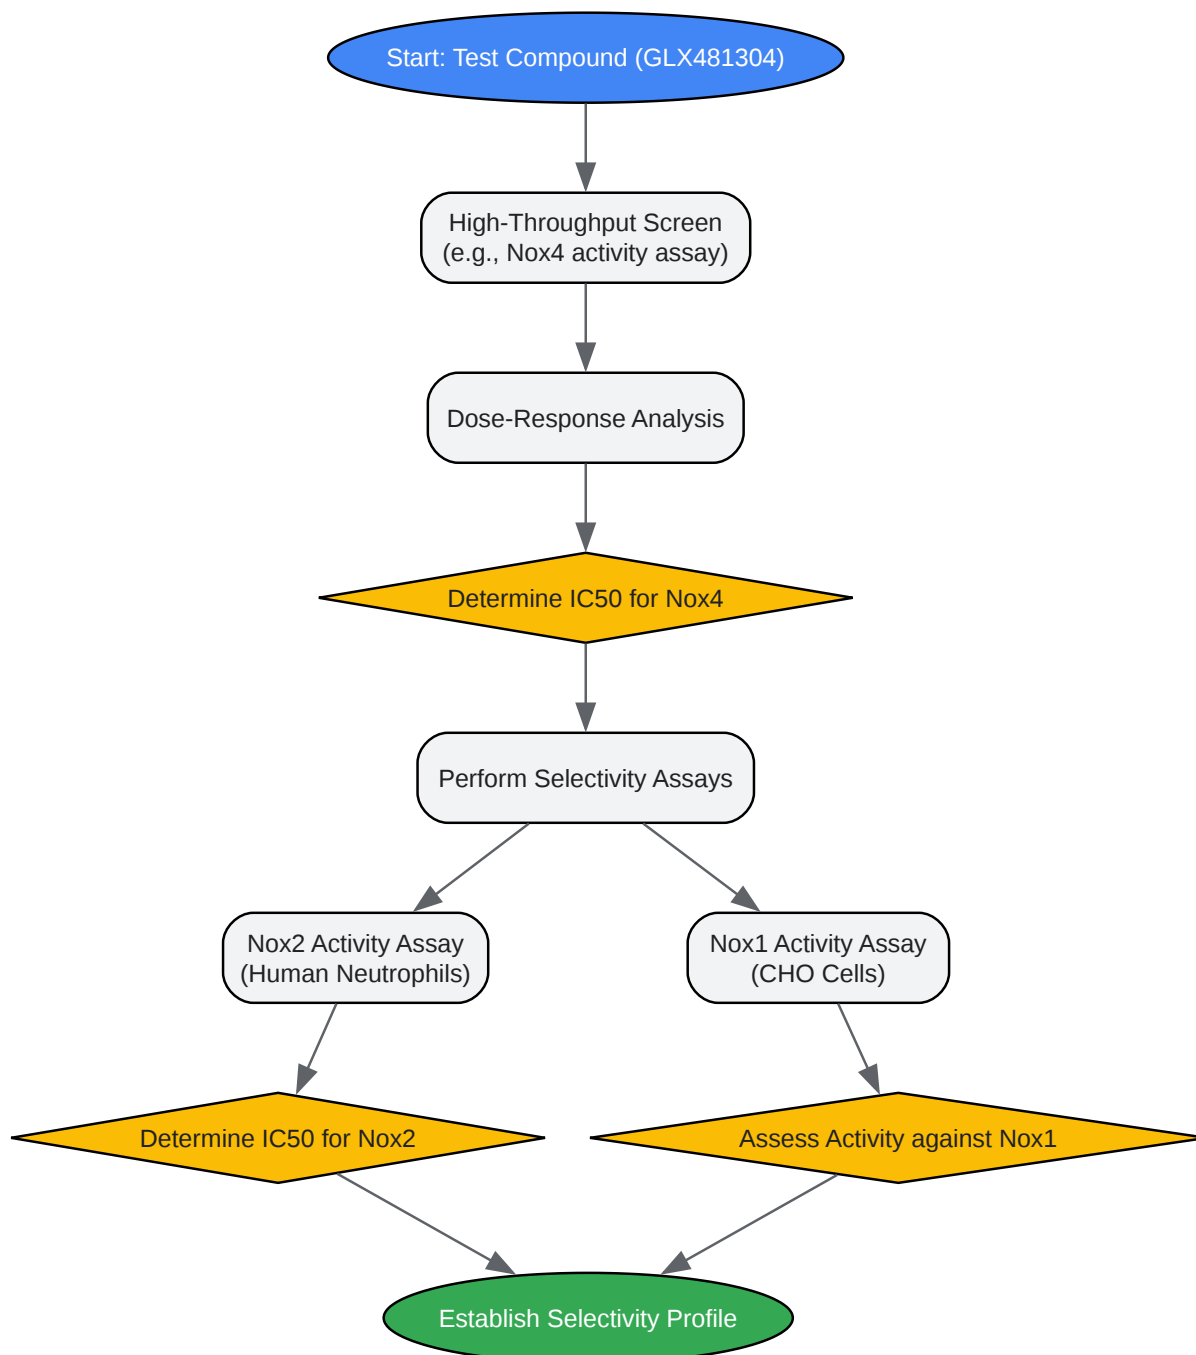 Start: Test Compound (GLX481304)
High-Throughput Screen
(e.g., Nox4 activity assay)
Dose-Response Analysis
Determine IC50 for Nox4
Perform Selectivity Assays
Nox2 Activity Assay
(Human Neutrophils)
Nox1 Activity Assay
(CHO Cells)
Determine IC50 for Nox2
Assess Activity against Nox1
Establish Selectivity Profile